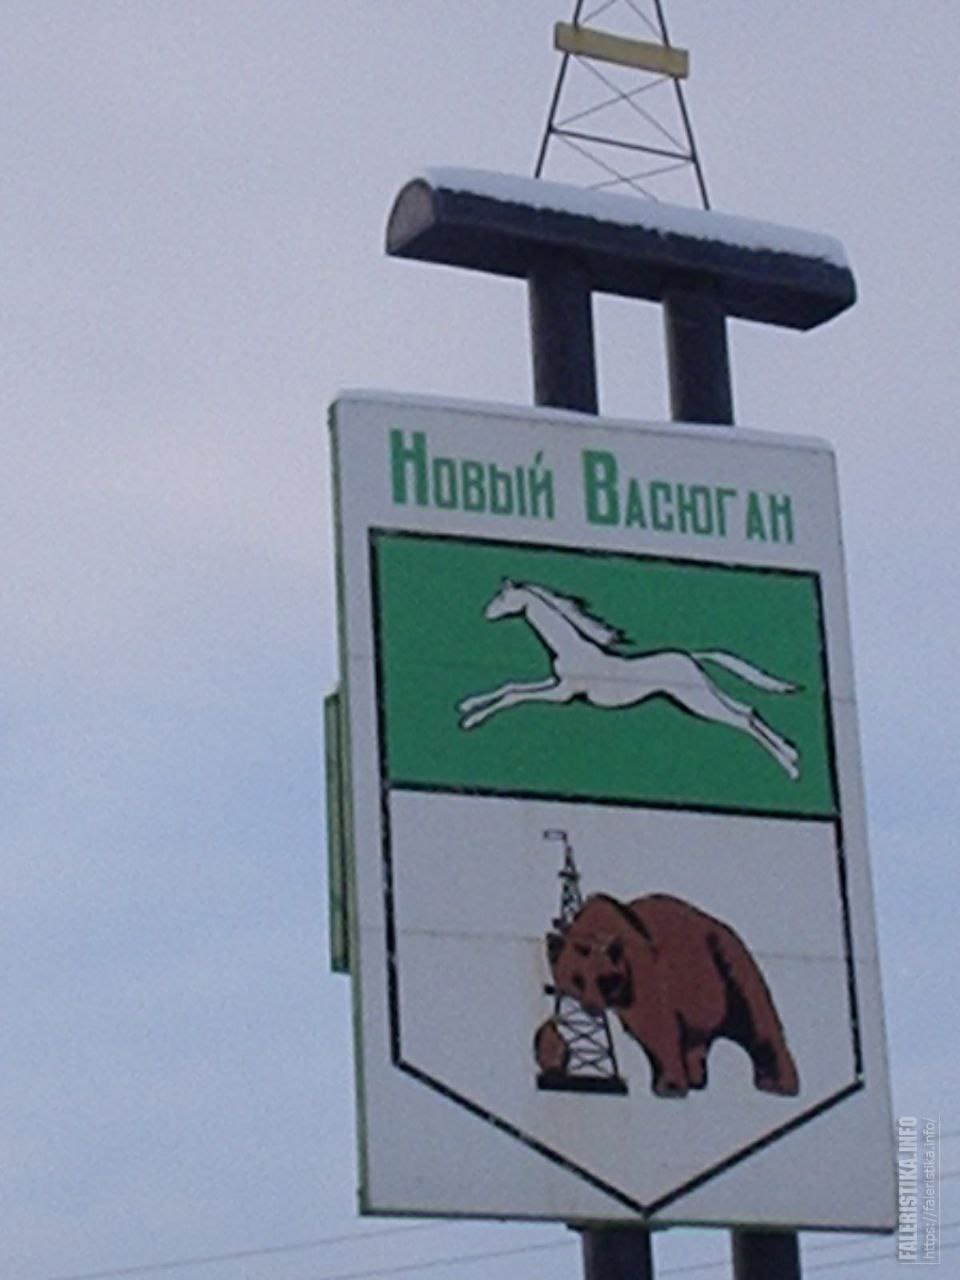 Новый Васюган
FALERISTIKA.INFO
https://faleristika.info/